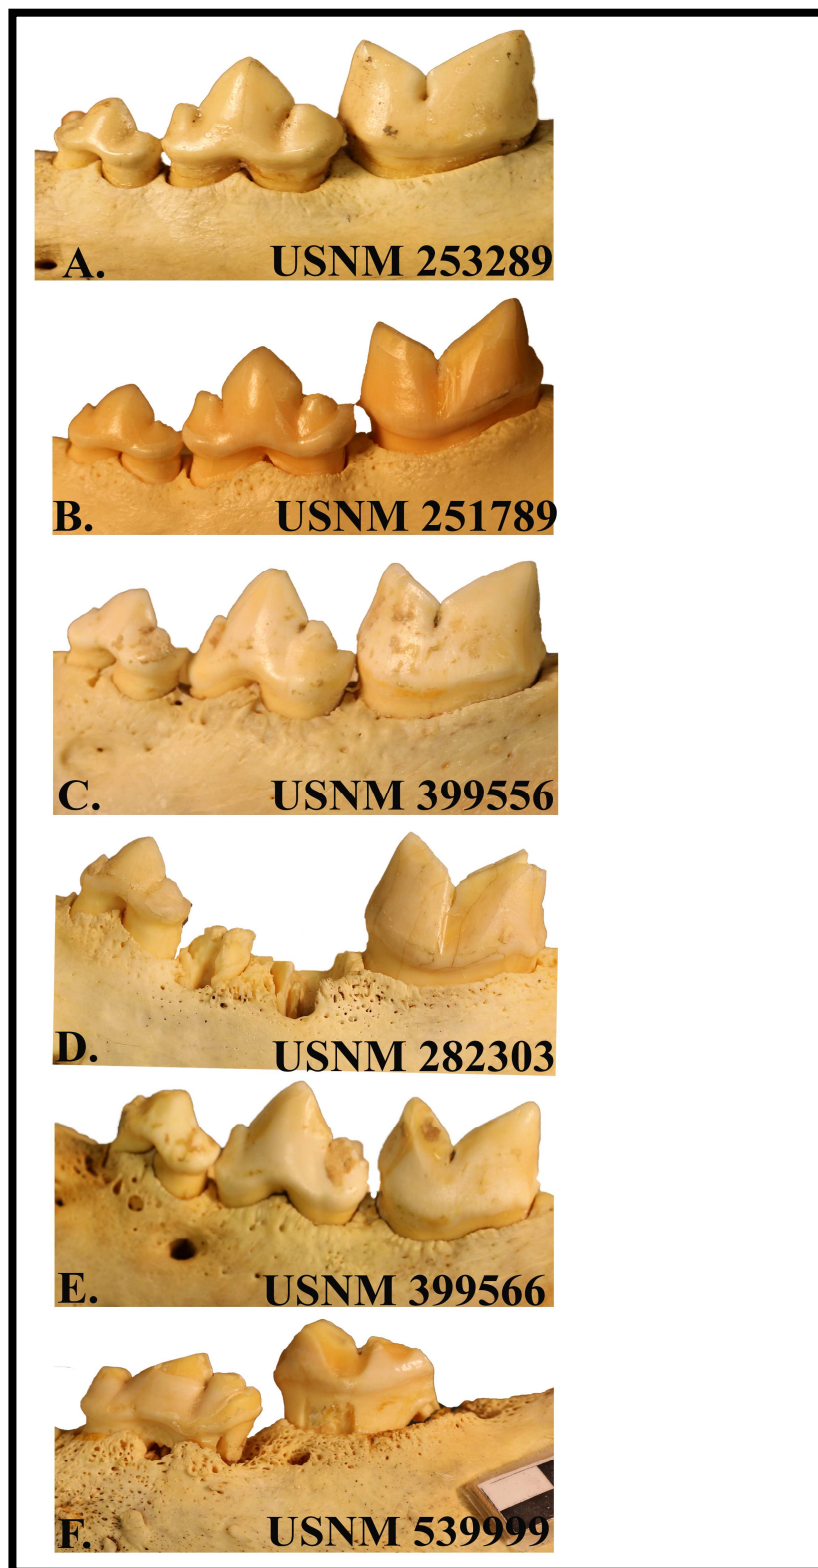 A. USNM 253289
B. USNM 251789
C. USNM 399556
D. USNM 282303
E. USNM 399566
F. USNM 539999